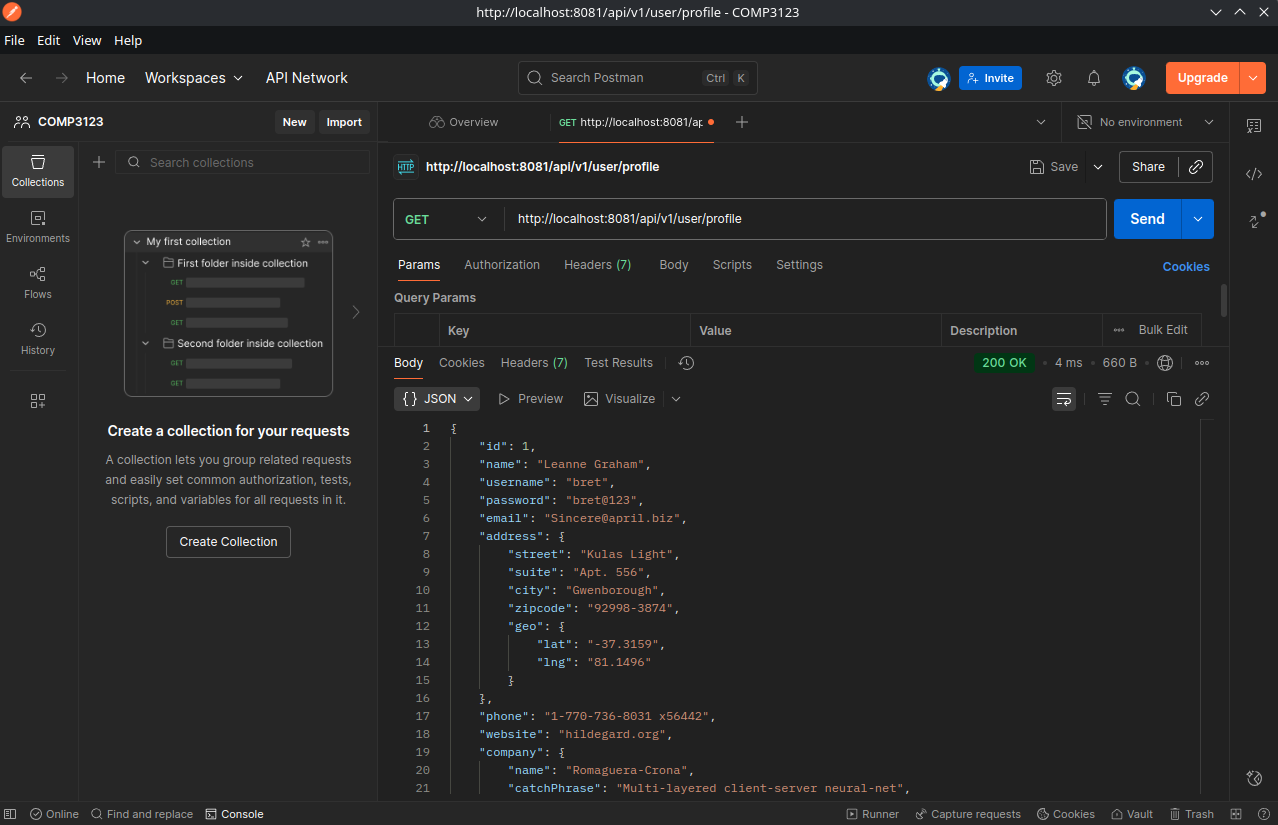 http://localhost:8081/api/v1/user/profile - COMP3123
File Edit View Help
Home Workspaces API Network Search Postman Ctrl K Invite Upgrade
COMP3123 New Import Overview GET http://localhost:8081/ap No environment
Search collections
Collections
Environments
Flows
History
My first collection
First folder inside collection
GET
POST
GET
Second folder inside collection
GET
GET
Create a collection for your requests
A collection lets you group related requests
and easily set common authorization, tests,
scripts, and variables for all requests in it.
Create Collection
HTTP http://localhost:8081/api/v1/user/profile Save Share
GET http://localhost:8081/api/v1/user/profile Send
Params Authorization Headers (7) Body Scripts Settings Cookies
Query Params
Key Value Description Bulk Edit
Body Cookies Headers (7) Test Results 200 OK 4 ms 660 B
{} JSON Preview Visualize
1 {
2 "id": 1,
3 "name": "Leanne Graham",
4 "username": "bret",
5 "password": "bret@123",
6 "email": "Sincere@april.biz",
7 "address": {
8 "street": "Kulas Light",
9 "suite": "Apt. 556",
10 "city": "Gwenborough",
11 "zipcode": "92998-3874",
12 "geo": {
13 "lat": "-37.3159",
14 "lng": "81.1496"
15 }
16 },
17 "phone": "1-770-736-8031 x56442",
18 "website": "hildegard.org",
19 "company": {
20 "name": "Romaguera-Crona",
21 "catchPhrase": "Multi-layered client-server neural-net",
Online Find and replace Console Runner Capture requests Cookies Vault Trash